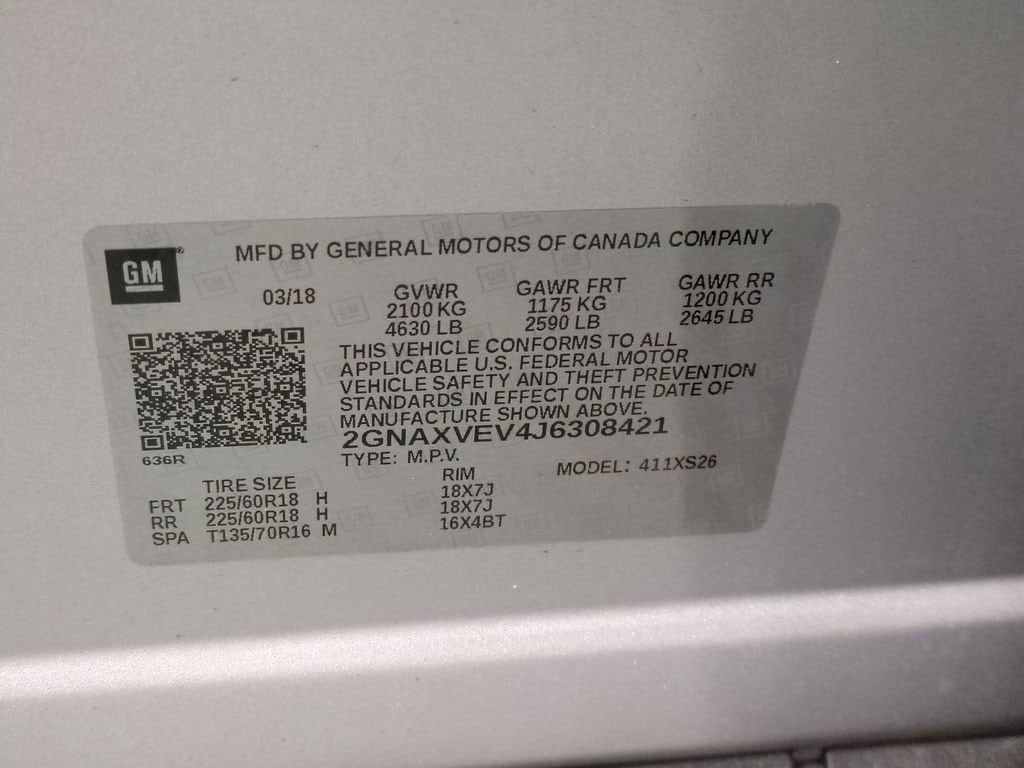 GM
MFD BY GENERAL MOTORS OF CANADA COMPANY
03/18
GVWR GAWR FRT GAWR RR
2100 KG 1175 KG 1200 KG
4630 LB 2590 LB 2645 LB
THIS VEHICLE CONFORMS TO ALL
APPLICABLE U.S. FEDERAL MOTOR
VEHICLE SAFETY AND THEFT PREVENTION
STANDARDS IN EFFECT ON THE DATE OF
MANUFACTURE SHOWN ABOVE.
2GNAXVEV4J6308421
636R
TYPE: M.P.V. MODEL: 411XS26
TIRE SIZE RIM
FRT 225/60R18 H 18X7J
RR 225/60R18 H 18X7J
SPA T135/70R16 M 16X4BT